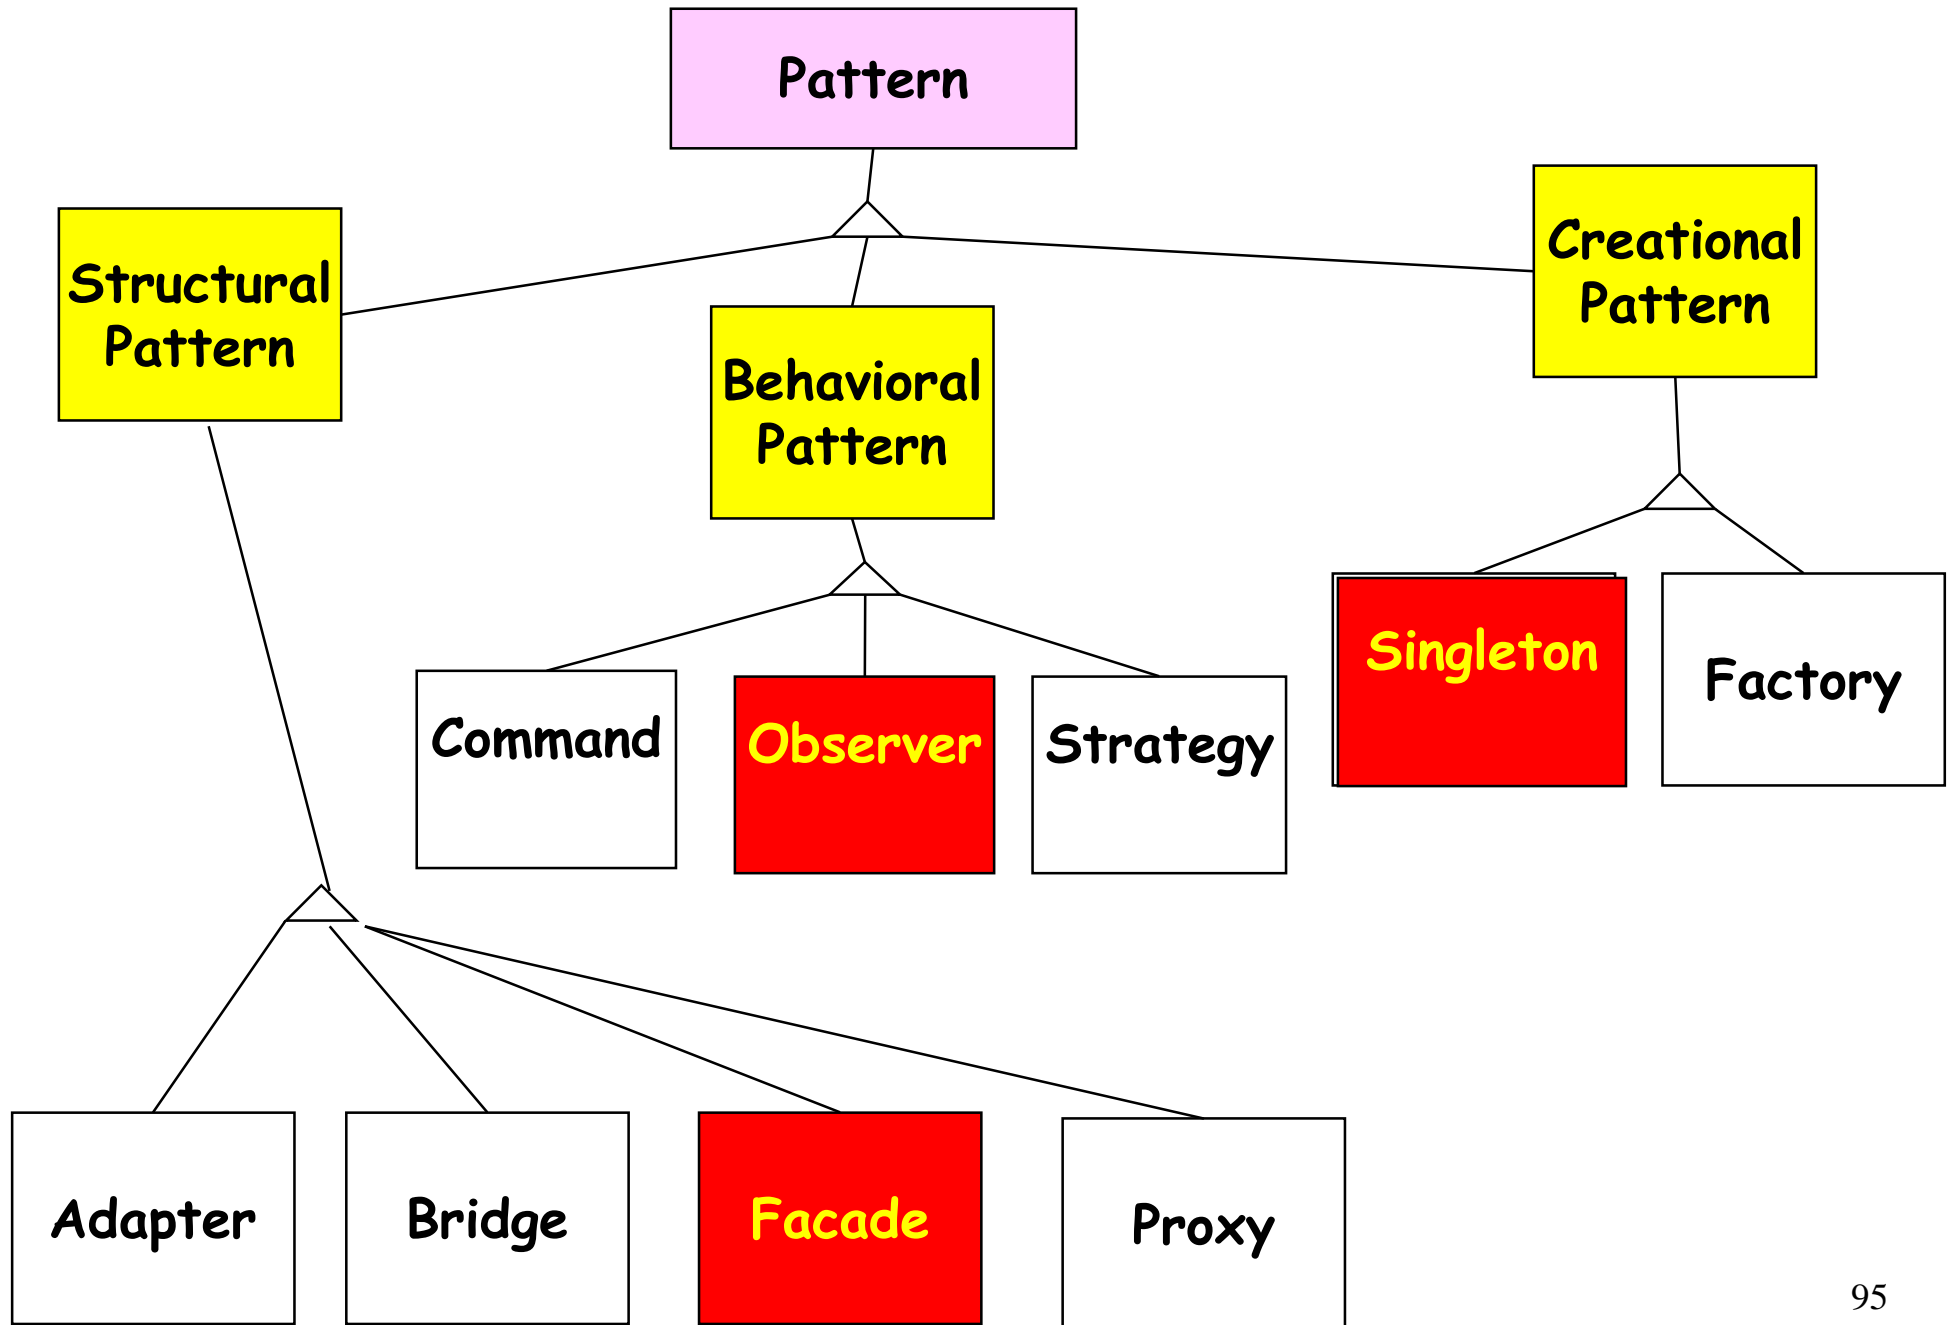 Pattern
Structural
Pattern
Behavioral
Pattern
Creational
Pattern
Command
Observer
Strategy
Singleton
Factory
Adapter
Bridge
Facade
Proxy
95